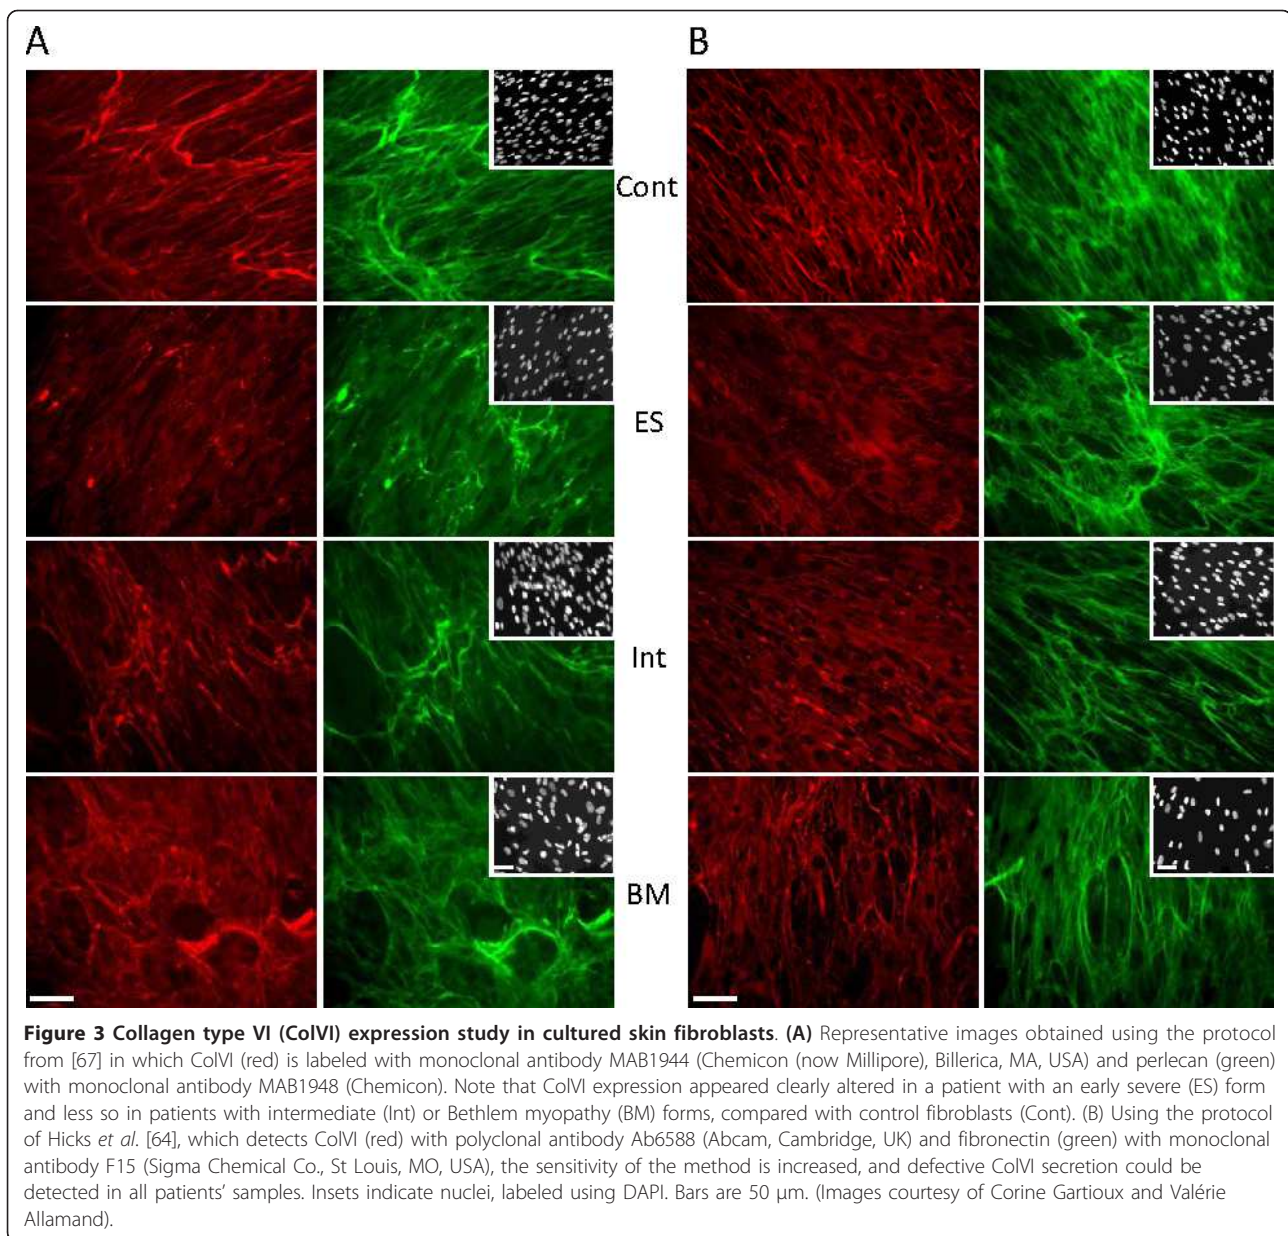 A
B
Cont
ES
Int
BM
Figure 3 Collagen type VI (ColVI) expression study in cultured skin fibroblasts. (A) Representative images obtained using the protocol
from [67] in which ColVI (red) is labeled with monoclonal antibody MAB1944 (Chemicon (now Millipore), Billerica, MA, USA) and perlecan (green)
with monoclonal antibody MAB1948 (Chemicon). Note that ColVI expression appeared clearly altered in a patient with an early severe (ES) form
and less so in patients with intermediate (Int) or Bethlem myopathy (BM) forms, compared with control fibroblasts (Cont). (B) Using the protocol
of Hicks et al. [64], which detects ColVI (red) with polyclonal antibody Ab6588 (Abcam, Cambridge, UK) and fibronectin (green) with monoclonal
antibody F15 (Sigma Chemical Co., St Louis, MO, USA), the sensitivity of the method is increased, and defective ColVI secretion could be
detected in all patients' samples. Insets indicate nuclei, labeled using DAPI. Bars are 50 μm. (Images courtesy of Corine Gartioux and Valérie
Allamand).